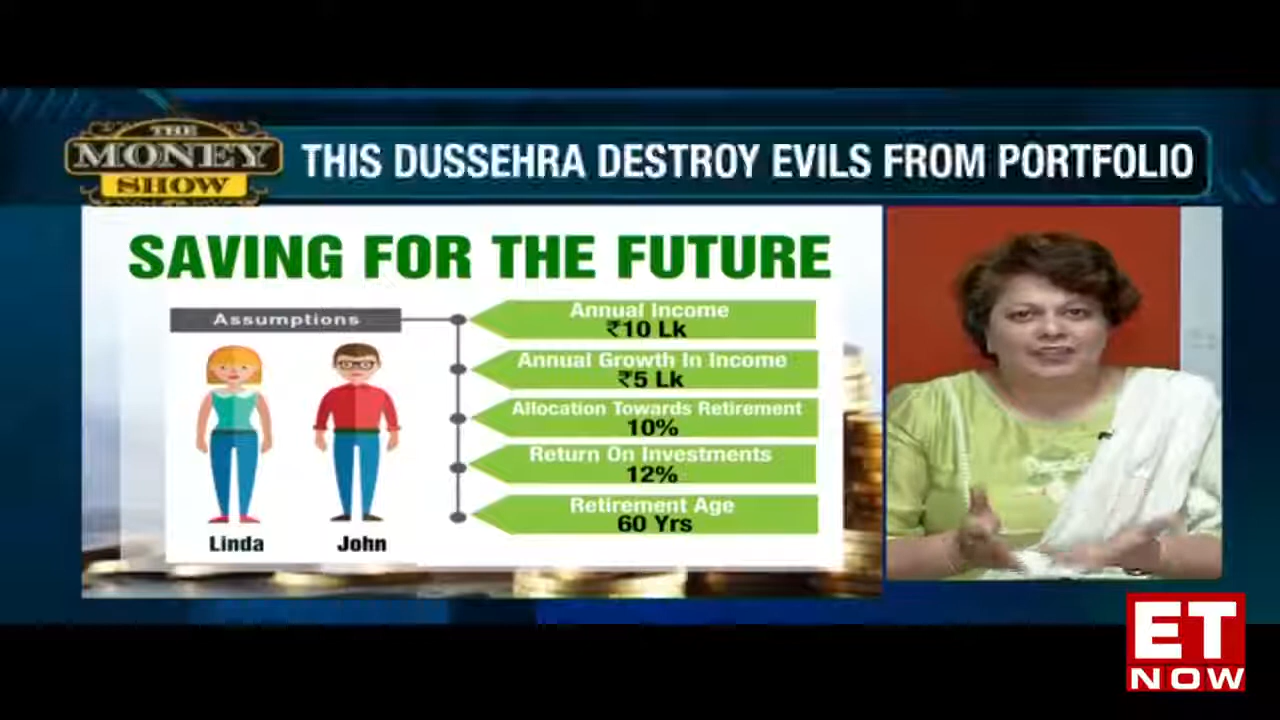 THE
MONEY
SHOW
THIS DUSSEHRA DESTROY EVILS FROM PORTFOLIO
SAVING FOR THE FUTURE
Assumptions
Annual Income
₹10 Lk
Annual Growth In Income
₹5 Lk
Allocation Towards Retirement
10%
Return On Investments
12%
Retirement Age
60 Yrs
Linda
John
ET
NOW